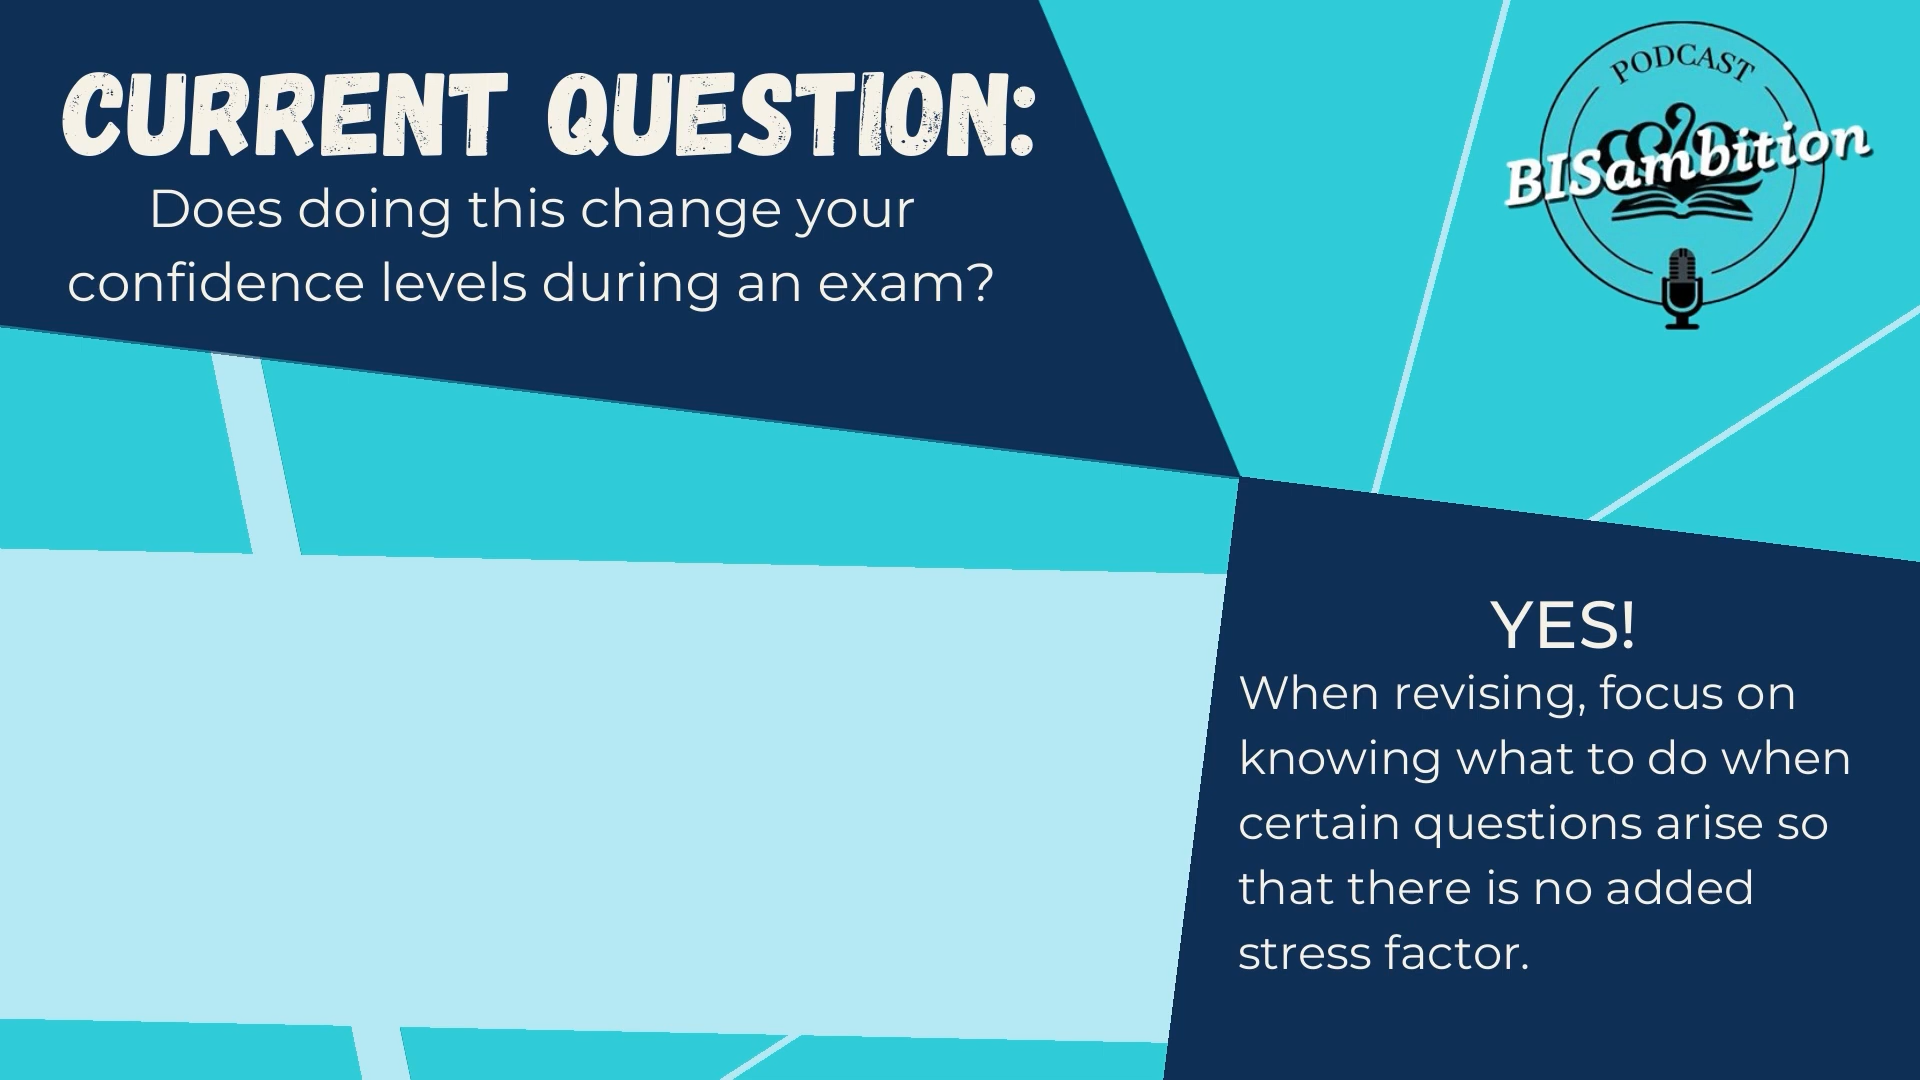 CURRENT QUESTION:
Does doing this change your
confidence levels during an exam?
PODCAST
BISambition
YES!
When revising, focus on
knowing what to do when
certain questions arise so
that there is no added
stress factor.